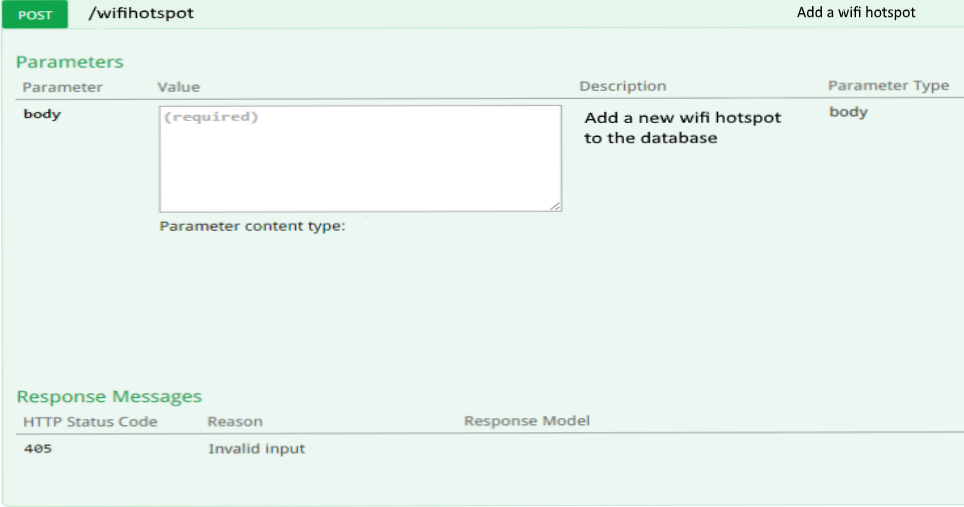 POST /wifihotspot Add a wifi hotspot
Parameters
Parameter Value Description Parameter Type
body (required) Add a new wifi hotspot body
to the database
Parameter content type:
Response Messages
HTTP Status Code Reason Response Model
405 Invalid input